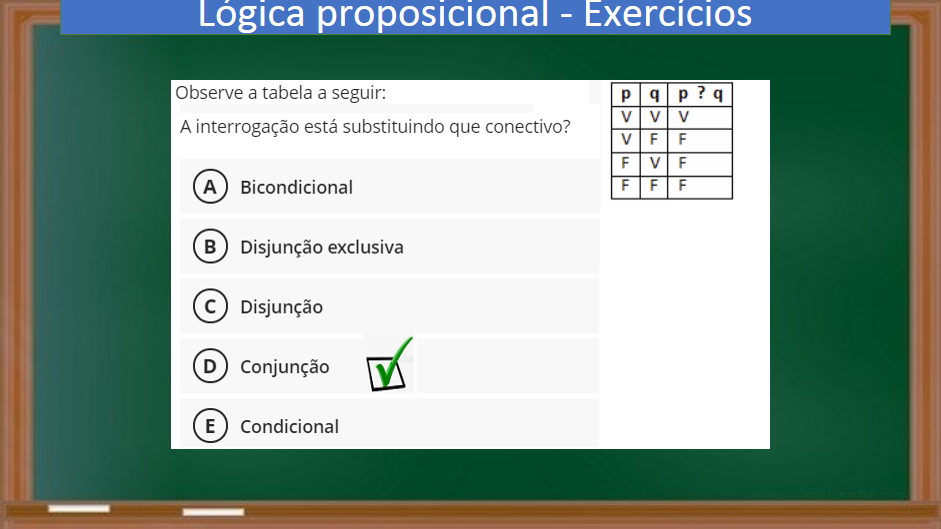 Lógica proposicional - Exercícios
Observe a tabela a seguir:
A interrogação está substituindo que conectivo?
A Bicondicional
B Disjunção exclusiva
C Disjunção
D Conjunção
E Condicional
p q p ? q
V V V
V F F
F V F
F F F